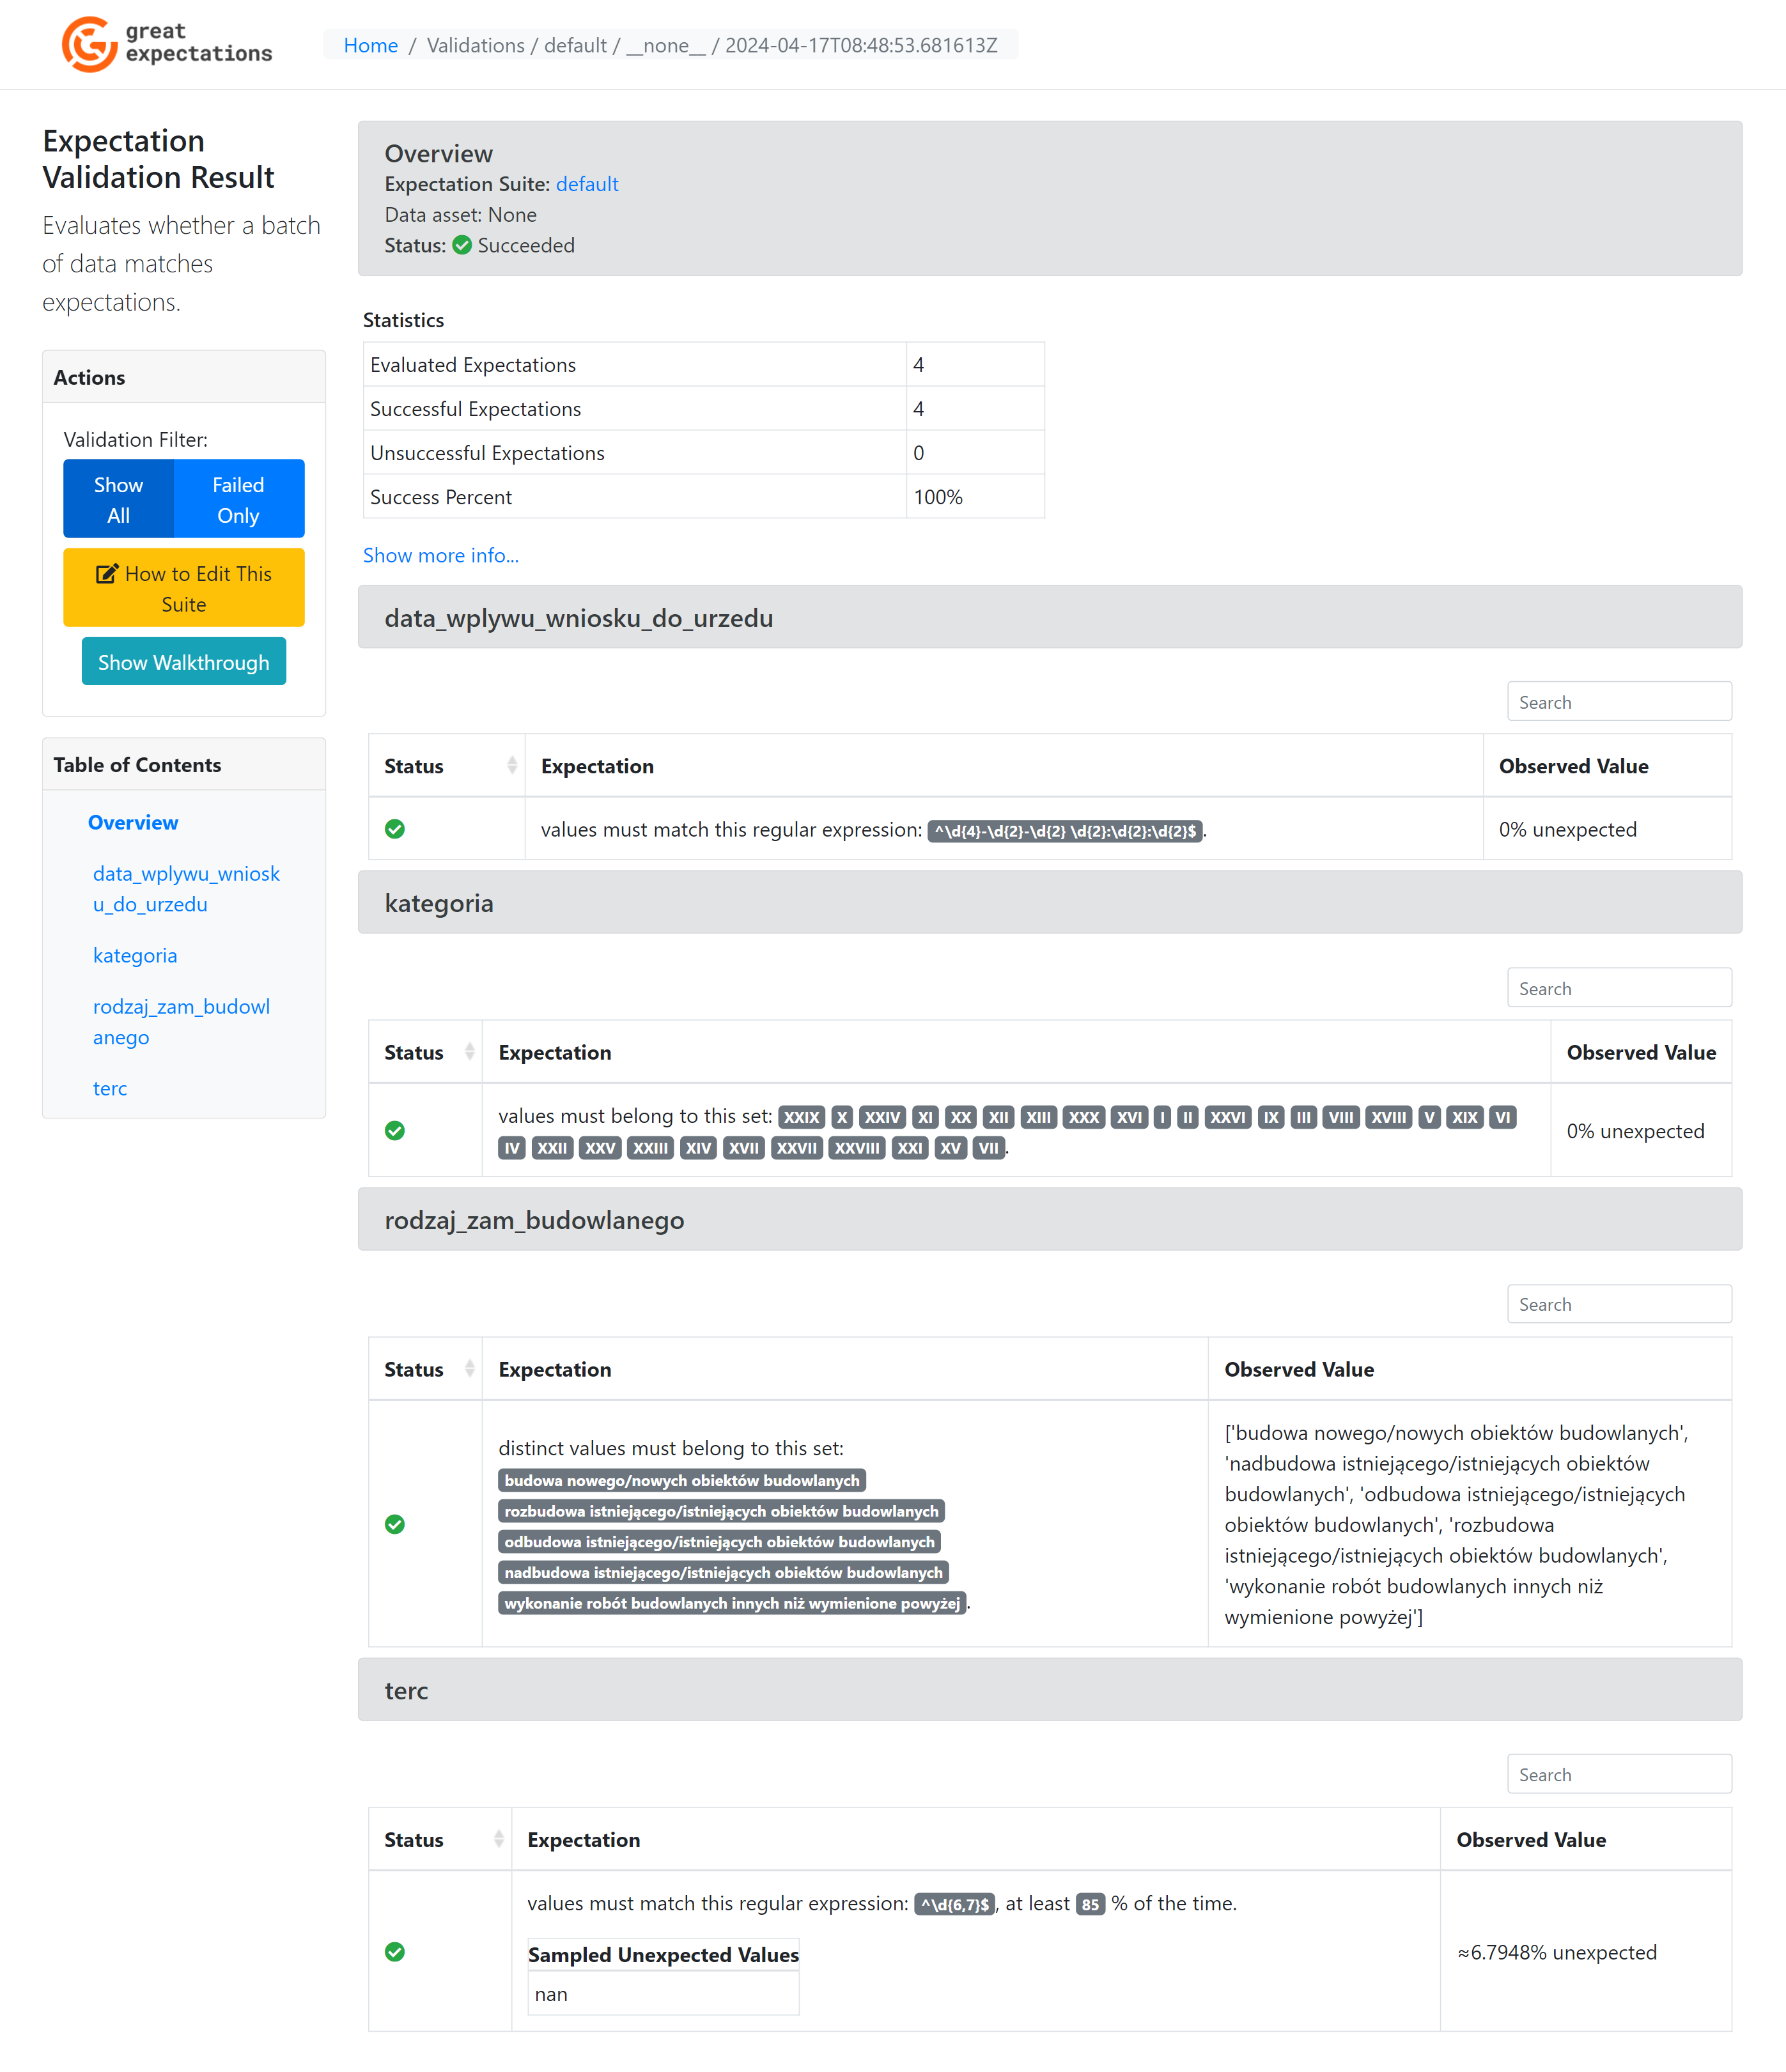 great
expectations
Home / Validations / default / __none__ / 2024-04-17T08:48:53.681613Z
Expectation
Validation Result
Evaluates whether a batch
of data matches
expectations.
Actions
Validation Filter:
Show
All
Failed
Only
How to Edit This
Suite
Show Walkthrough
Table of Contents
Overview
data_wplywu_wniosk
u_do_urzedu
kategoria
rodzaj_zam_budowl
anego
terc
Overview
Expectation Suite: default
Data asset: None
Status: Succeeded
Statistics
Evaluated Expectations 4
Successful Expectations 4
Unsuccessful Expectations 0
Success Percent 100%
Show more info...
data_wplywu_wniosku_do_urzedu
Search
Status Expectation Observed Value
values must match this regular expression: ^\d{4}-\d{2}-\d{2} \d{2}:\d{2}:\d{2}$. 0% unexpected
kategoria
Search
Status Expectation Observed Value
values must belong to this set: XXIX X XXIV XI XX XII XIII XXX XVI I II XXVI IX III VIII XVIII V XIX VI
IV XXII XXV XXIII XIV XVII XXVII XXVIII XXI XV VII.
0% unexpected
rodzaj_zam_budowlanego
Search
Status Expectation Observed Value
distinct values must belong to this set:
budowa nowego/nowych obiektów budowlanych
rozbudowa istniejącego/istniejących obiektów budowlanych
odbudowa istniejącego/istniejących obiektów budowlanych
nadbudowa istniejącego/istniejących obiektów budowlanych
wykonanie robót budowlanych innych niż wymienione powyżej.
['budowa nowego/nowych obiektów budowlanych',
'nadbudowa istniejącego/istniejących obiektów
budowlanych', 'odbudowa istniejącego/istniejących
obiektów budowlanych', 'rozbudowa
istniejącego/istniejących obiektów budowlanych',
'wykonanie robót budowlanych innych niż
wymienione powyżej']
terc
Search
Status Expectation Observed Value
values must match this regular expression: ^\d{6,7}$, at least 85 % of the time.
Sampled Unexpected Values
nan
≈6.7948% unexpected